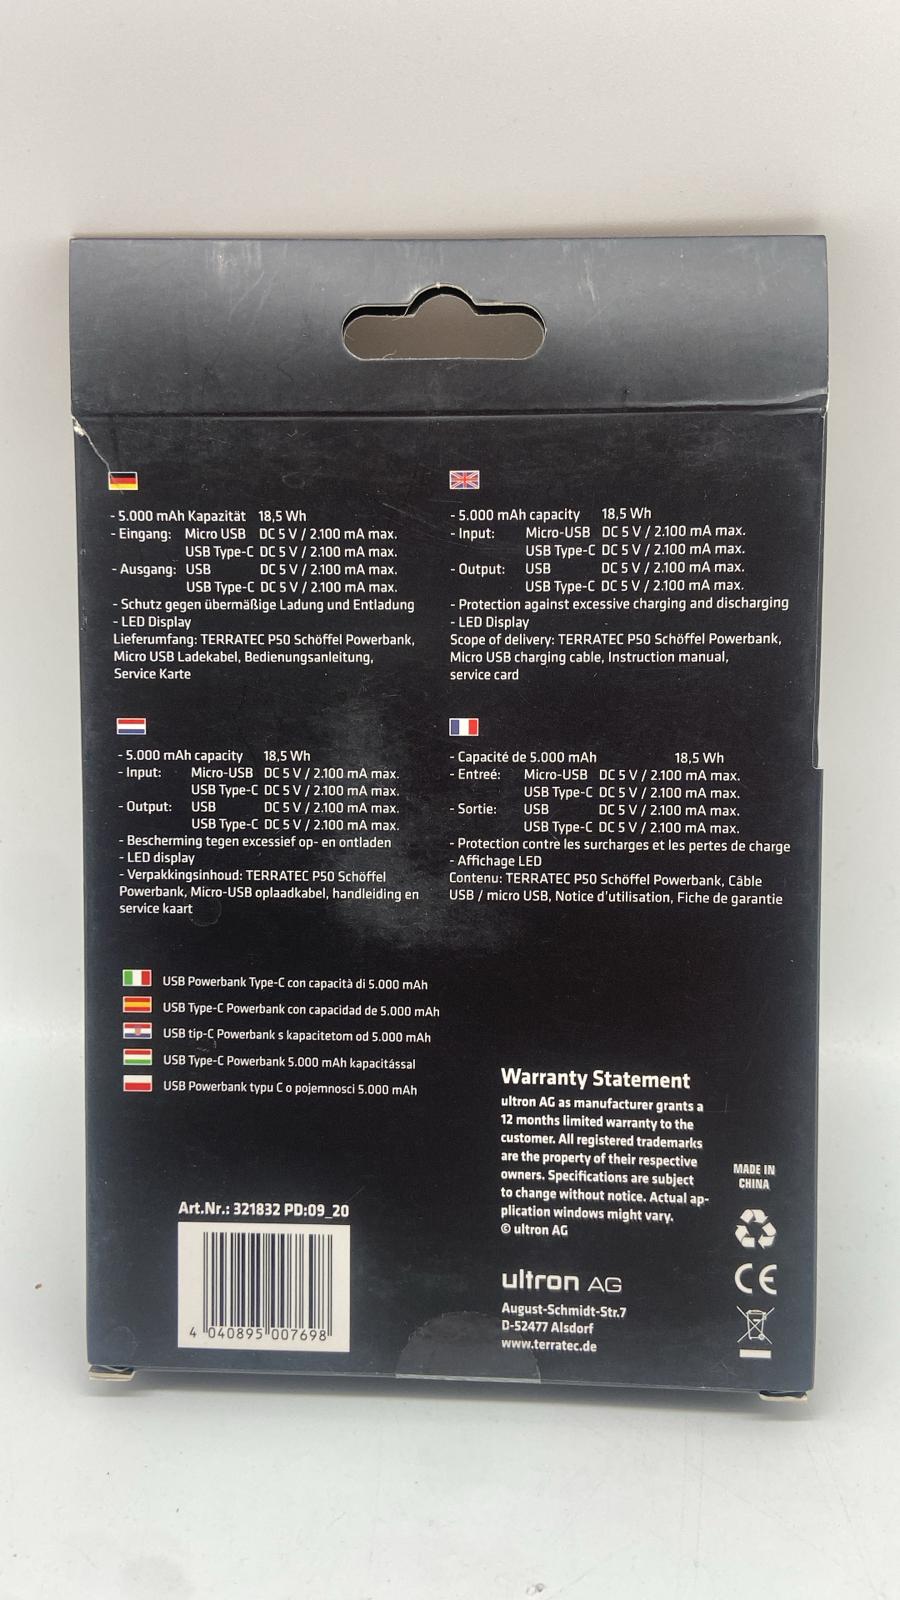 - 5.000 mAh Kapazität 18,5 Wh
- Eingang: Micro USB DC 5 V / 2.100 mA max.
USB Type-C DC 5 V / 2.100 mA max.
- Ausgang: USB DC 5 V / 2.100 mA max.
USB Type-C DC 5 V / 2.100 mA max.
- Schutz gegen übermäßige Ladung und Entladung
- LED Display
Lieferumfang: TERRATEC P50 Schöffel Powerbank,
Micro USB Ladekabel, Bedienungsanleitung,
Service Karte
- 5.000 mAh capacity 18,5 Wh
- Input: Micro-USB DC 5 V / 2.100 mA max.
USB Type-C DC 5 V / 2.100 mA max.
- Output: USB DC 5 V / 2.100 mA max.
USB Type-C DC 5 V / 2.100 mA max.
- Protection against excessive charging and discharging
- LED Display
Scope of delivery: TERRATEC P50 Schöffel Powerbank,
Micro USB charging cable, Instruction manual,
service card
- 5.000 mAh capacity 18,5 Wh
- Input: Micro-USB DC 5 V / 2.100 mA max.
USB Type-C DC 5 V / 2.100 mA max.
- Output: USB DC 5 V / 2.100 mA max.
USB Type-C DC 5 V / 2.100 mA max.
- Bescherming tegen excessief op- en ontladen
- LED display
- Verpakkingsinhoud: TERRATEC P50 Schöffel
Powerbank, Micro-USB oplaadkabel, handleiding en
service kaart
- Capacité de 5.000 mAh 18,5 Wh
- Entreé: Micro-USB DC 5 V / 2.100 mA max.
USB Type-C DC 5 V / 2.100 mA max.
- Sortie: USB DC 5 V / 2.100 mA max.
USB Type-C DC 5 V / 2.100 mA max.
- Protection contre les surcharges et les pertes de charge
- Affichage LED
Contenu: TERRATEC P50 Schöffel Powerbank, Câble
USB / micro USB, Notice d'utilisation, Fiche de garantie
USB Powerbank Type-C con capacità di 5.000 mAh
USB Type-C Powerbank con capacidad de 5.000 mAh
USB tip-C Powerbank s kapacitetom od 5.000 mAh
USB Type-C Powerbank 5.000 mAh kapacitással
USB Powerbank typu C o pojemnosci 5.000 mAh
Warranty Statement
ultron AG as manufacturer grants a
12 months limited warranty to the
customer. All registered trademarks
are the property of their respective
owners. Specifications are subject
to change without notice. Actual ap-
plication windows might vary.
© ultron AG
MADE IN
CHINA
CE
Art.Nr.: 321832 PD:09_20
4 040895 007698
ultron AG
August-Schmidt-Str.7
D-52477 Alsdorf
www.terratec.de